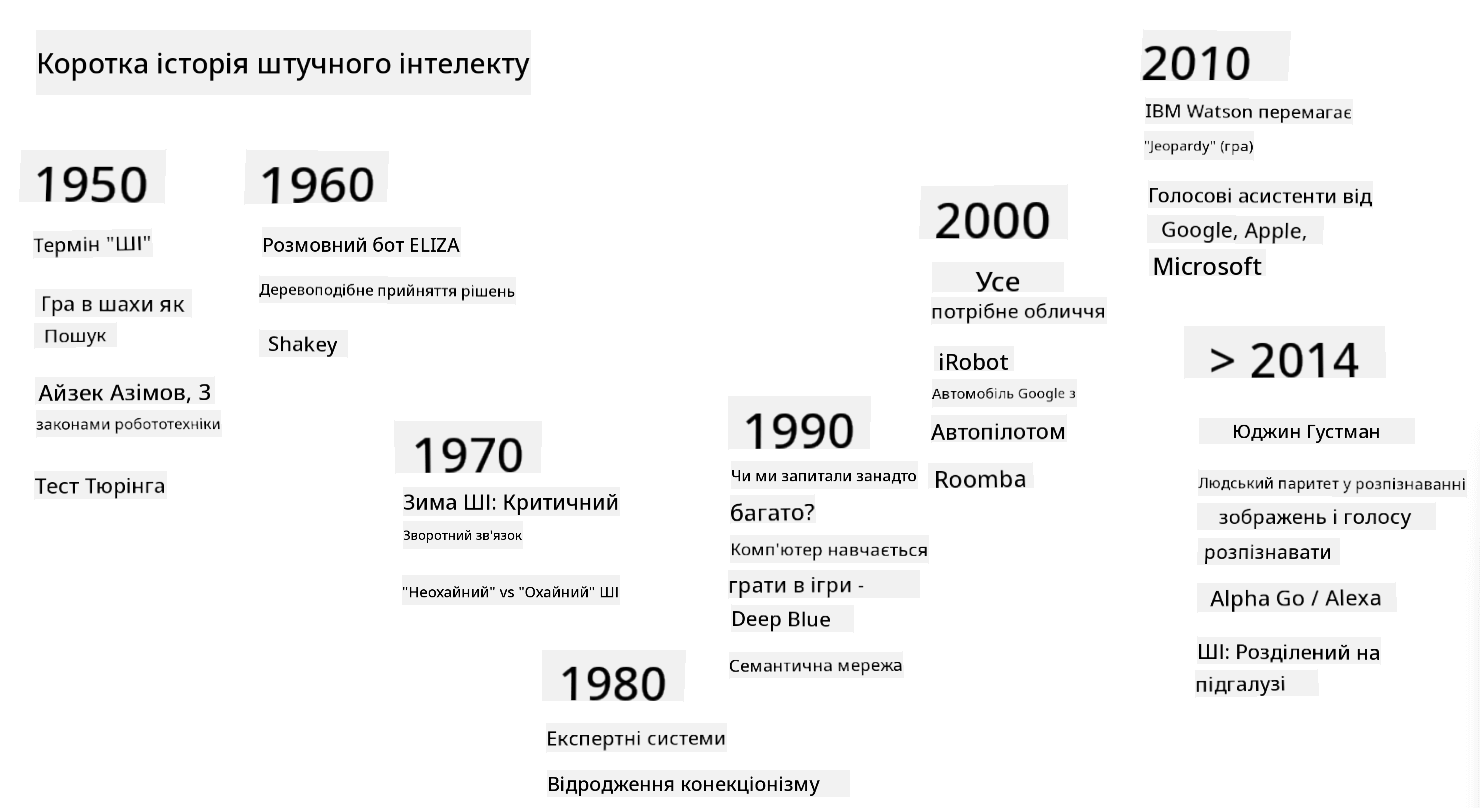 Коротка історія штучного інтелекту
1950
Термін "ШІ"
Гра в шахи як
Пошук
Айзек Азімов, 3
законами робототехніки
Тест Тюрінга
1960
Розмовний бот ELIZA
Деревоподібне прийняття рішень
Shakey
1970
Зима ШІ: Критичний
Зворотний зв'язок
"Неохайний" vs "Охайний" ШІ
1980
Експертні системи
Відродження конекціонізму
1990
Чи ми запитали занадто
багато?
Комп'ютер навчається
грати в ігри -
Deep Blue
Семантична мережа
2000
Усе
потрібне обличчя
iRobot
Автомобіль Google з
Автопілотом
Roomba
2010
IBM Watson перемагає
"Jeopardy" (гра)
Голосові асистенти від
Google, Apple,
Microsoft
> 2014
Юджин Густман
Людський паритет у розпізнаванні
зображень і голосу
розпізнавати
Alpha Go / Alexa
ШІ: Розділений на
підгалузі